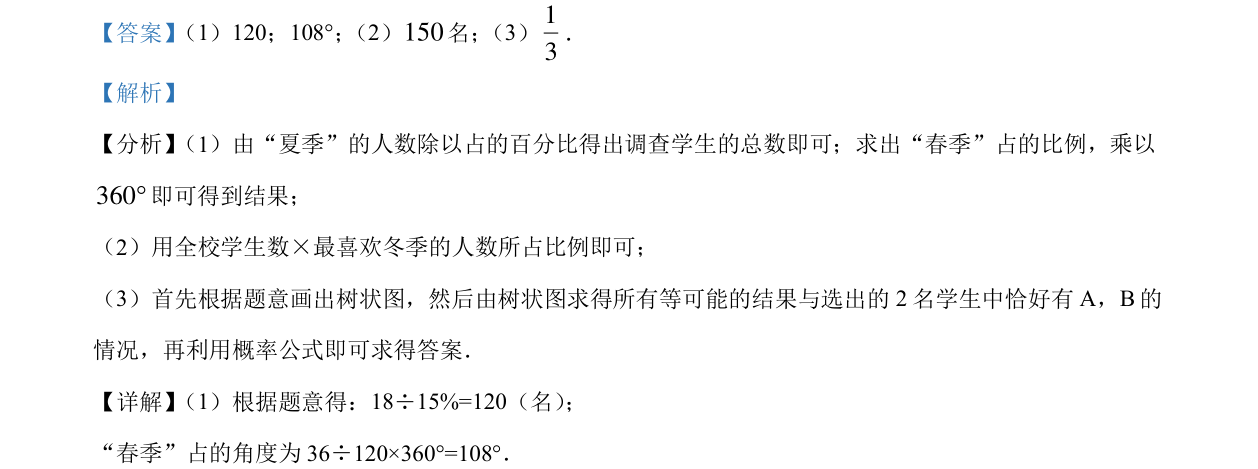 【答案】（1）120；108°；（2）150名；（3）1/3．
【解析】
【分析】（1）由“夏季”的人数除以占的百分比得出调查学生的总数即可；求出“春季”占的比例，乘以
360°即可得到结果；
（2）用全校学生数×最喜欢冬季的人数所占比例即可；
（3）首先根据题意画出树状图，然后由树状图求得所有等可能的结果与选出的 2 名学生中恰好有 A，B 的
情况，再利用概率公式即可求得答案．
【详解】（1）根据题意得：18÷15%=120（名）；
“春季”占的角度为 36÷120×360°=108°．